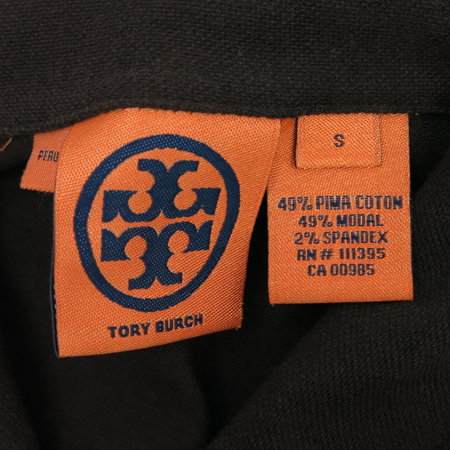 PERU
TORY BURCH
S
49% PIMA COTON
49% MODAL
2% SPANDEX
RN # 111395
CA 00985